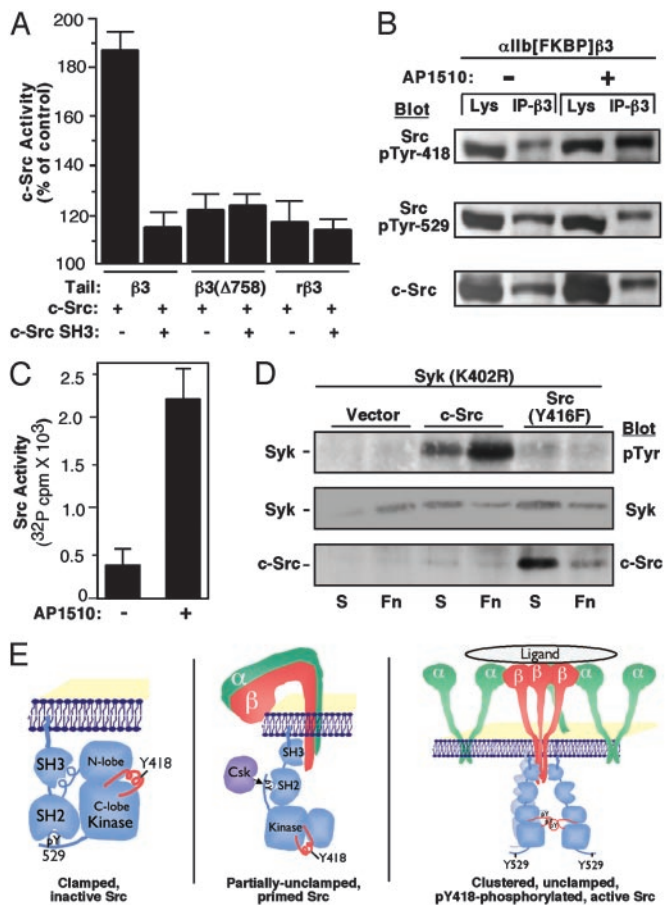 A
200
180
160
140
120
100
c-Src Activity
(% of control)
Tail: β3 β3(Δ758) rβ3
c-Src: + + + + + +
c-Src SH3: - + - + - +
B
αIIb[FKBP]β3
AP1510: - +
Blot Lys IP-β3 Lys IP-β3
Src
pTyr-418
Src
pTyr-529
c-Src
C
2.5
2.0
1.5
1.0
0.5
0
Src Activity
(32P cpm X 10³)
AP1510: - +
D
Syk (K402R)
Vector c-Src Src
(Y416F)
Blot
Syk - pTyr
Syk - Syk
c-Src - c-Src
S Fn S Fn S Fn
E
SH3
N-lobe
Y418
C-lobe
Kinase
SH2
pY
529
Clamped,
inactive Src
α
β
SH3
Csk
SH2
Kinase
Y418
Partially-unclamped,
primed Src
Ligand
α α β β β α α
pY
pY
Y529 Y529
Clustered, unclamped,
pY418-phosphorylated, active Src